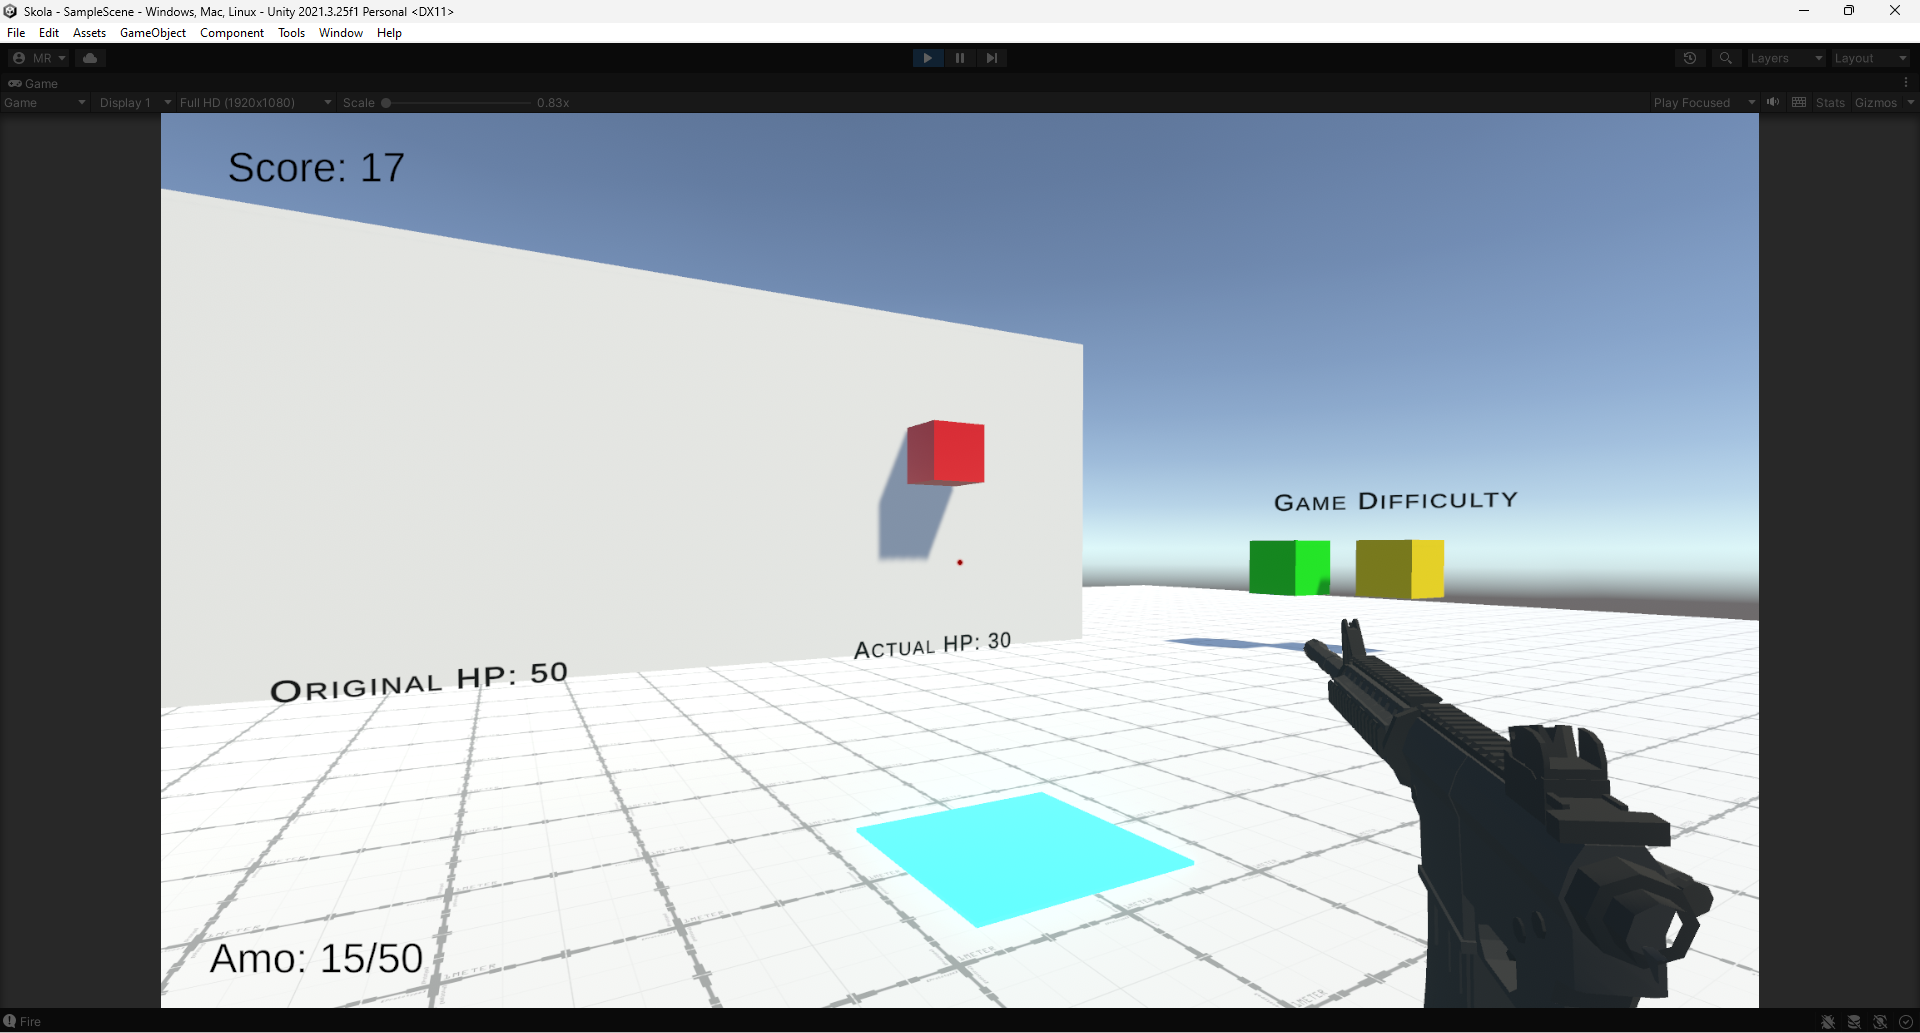 Skola - SampleScene - Windows, Mac, Linux - Unity 2021.3.25f1 Personal <DX11>
File Edit Assets GameObject Component Tools Window Help
MR Layers Layout
Game
Game Display 1 Full HD (1920x1080) Scale 0.83x Play Focused Stats Gizmos
Score: 17
GAME DIFFICULTY
ACTUAL HP: 30
ORIGINAL HP: 50
Amo: 15/50
Fire